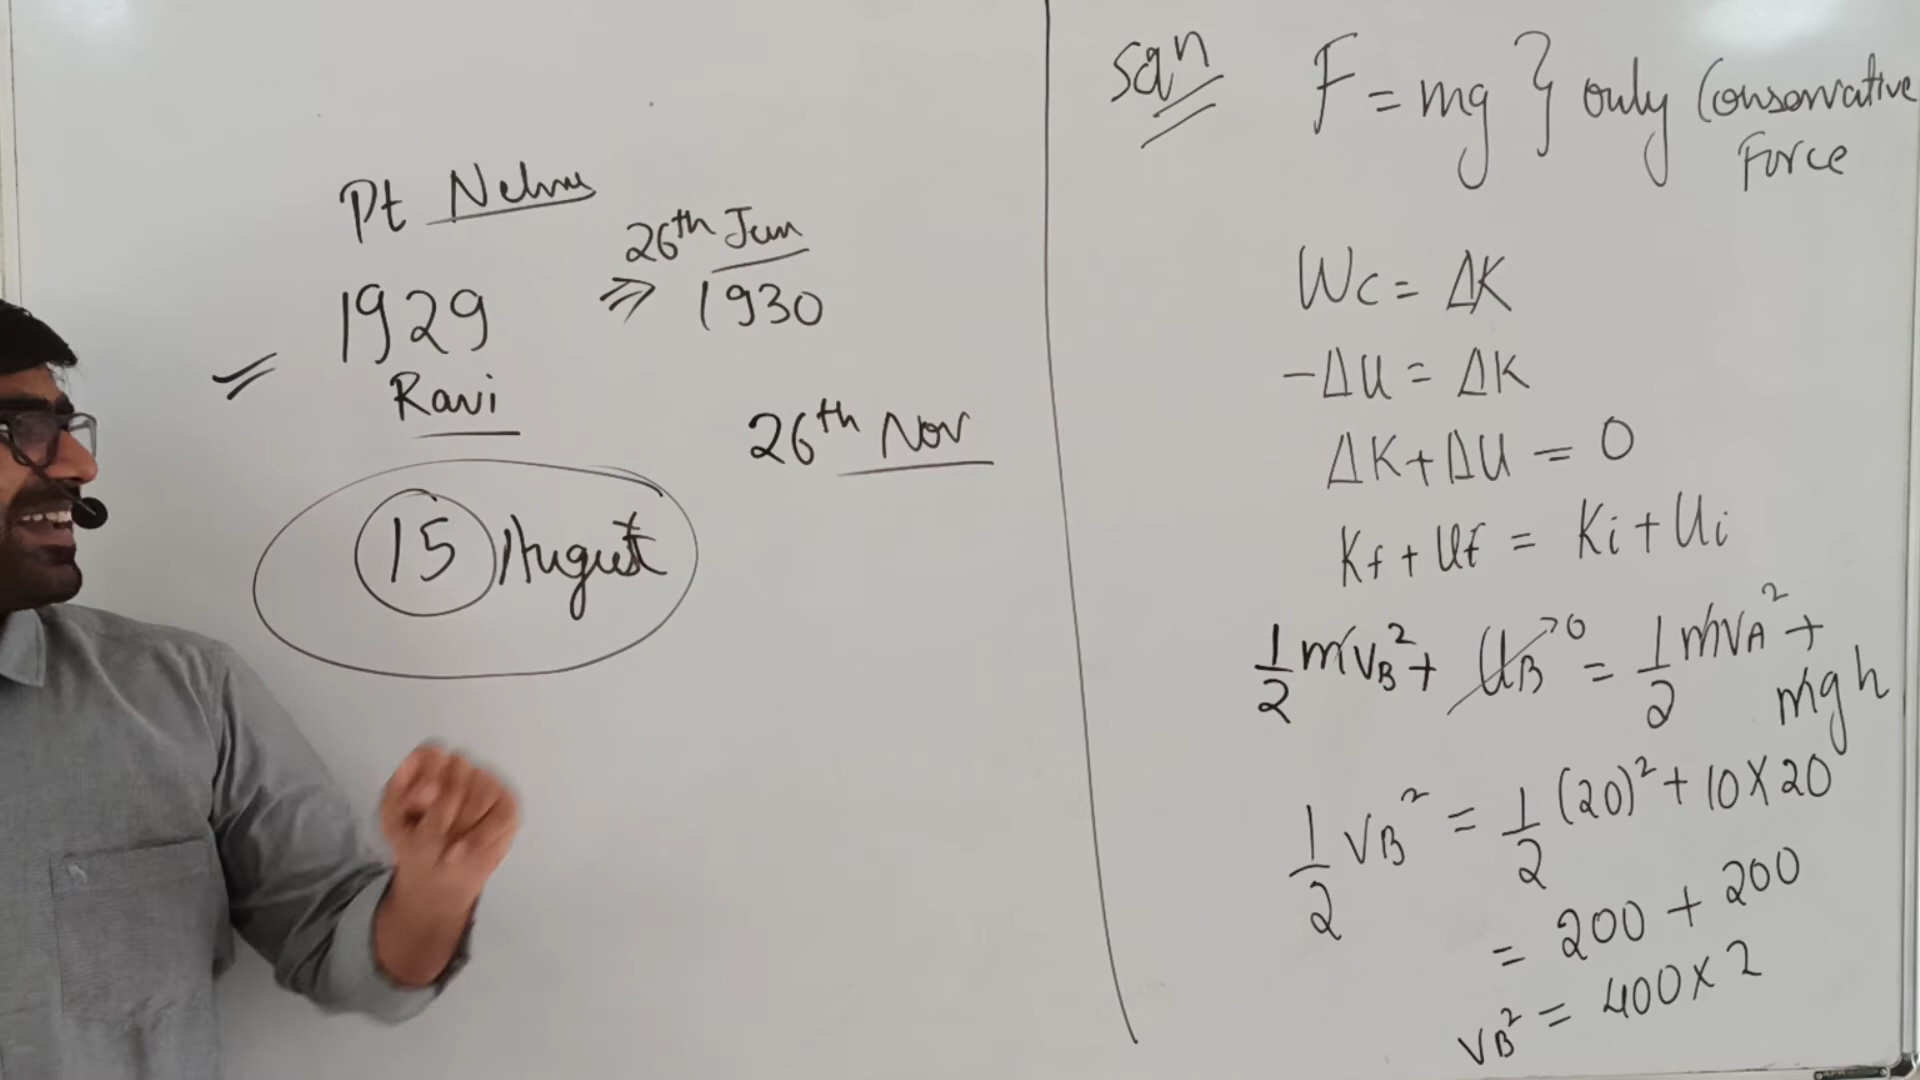 Pt Nehru
26th Jan
1929 ⇒ 1930
Ravi
26th Nov
15 August
Solⁿ F = mg } only Conservative
Force
Wc = ΔK
-ΔU = ΔK
ΔK + ΔU = 0
Kf + Uf = Ki + Ui
1/2 mVB² + UB→0 = 1/2 mVA² +
mgh
1/2 VB² = 1/2 (20)² + 10×20
= 200 + 200
VB² = 400×2